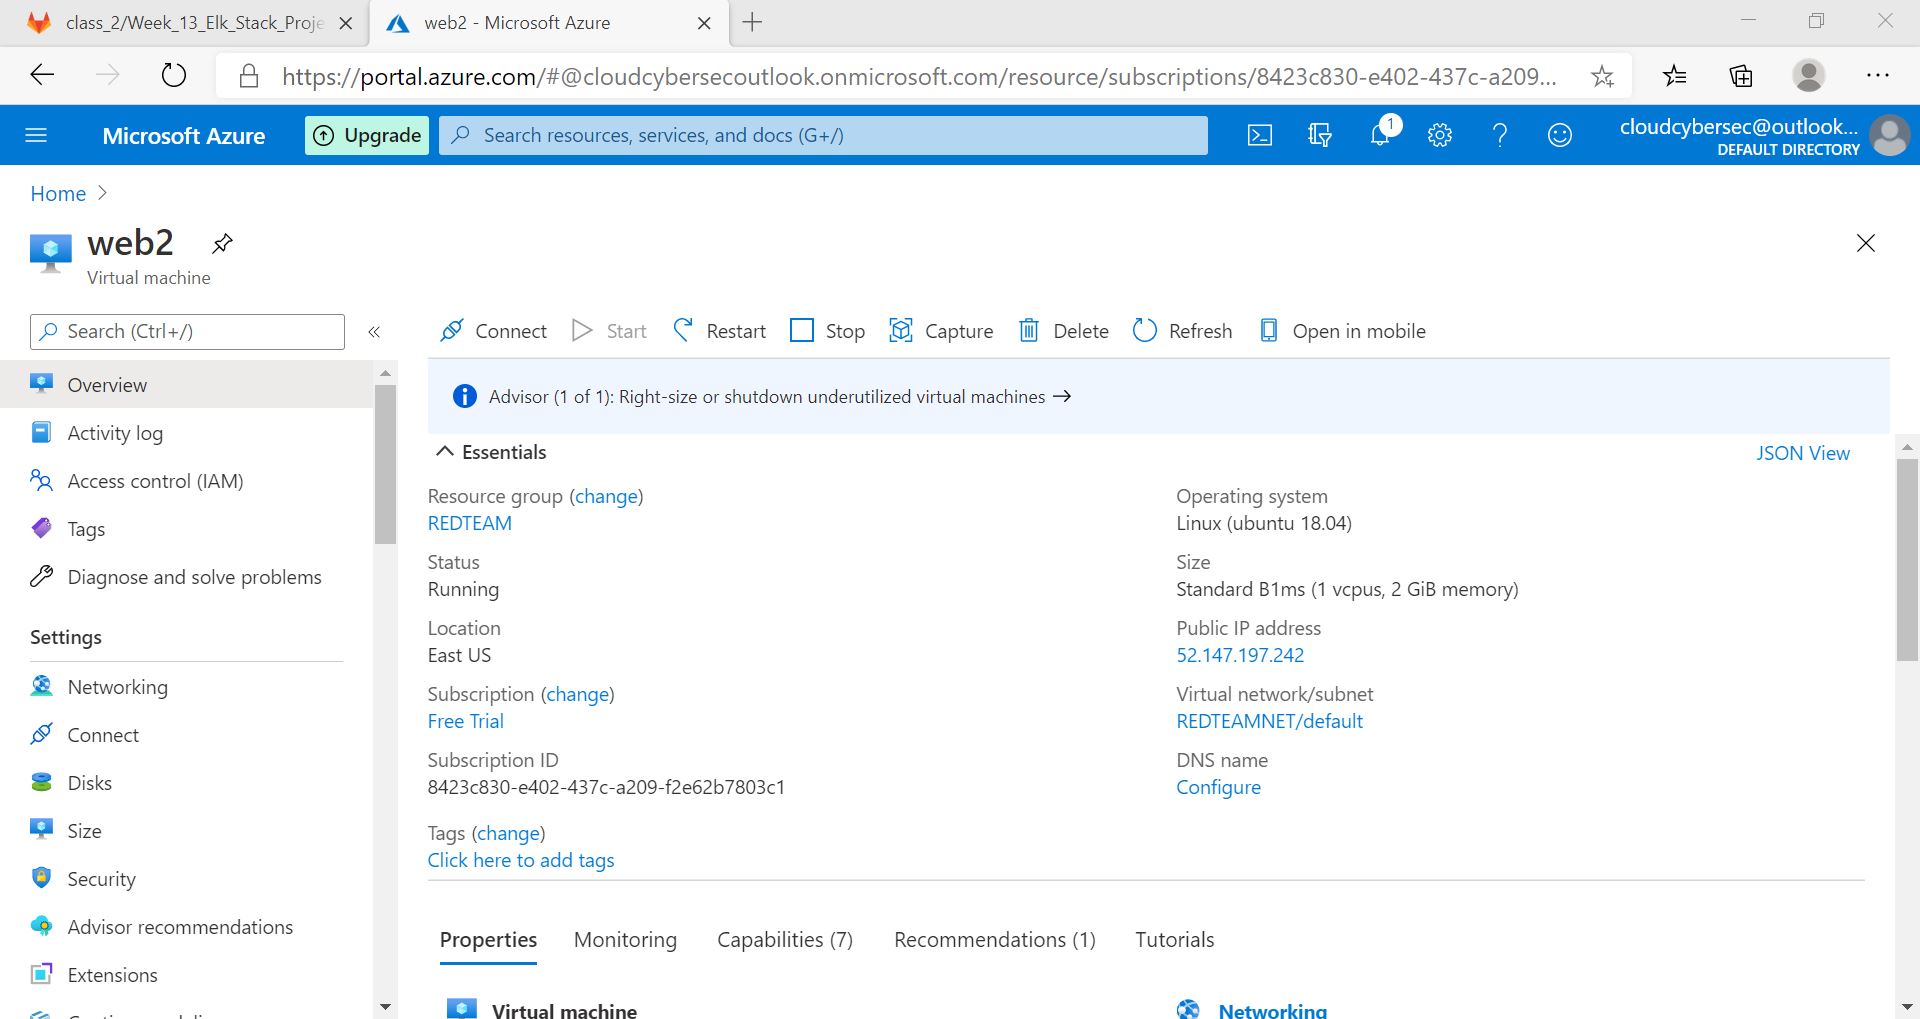 class_2/Week_13_Elk_Stack_Proje
web2 - Microsoft Azure
https://portal.azure.com/#@cloudcybersecoutlook.onmicrosoft.com/resource/subscriptions/8423c830-e402-437c-a209...
Microsoft Azure
Upgrade
Search resources, services, and docs (G+/)
1
cloudcybersec@outlook...
DEFAULT DIRECTORY
Home
web2
Virtual machine
Search (Ctrl+/)
Overview
Activity log
Access control (IAM)
Tags
Diagnose and solve problems
Settings
Networking
Connect
Disks
Size
Security
Advisor recommendations
Extensions
Connect Start Restart Stop Capture Delete Refresh Open in mobile
Advisor (1 of 1): Right-size or shutdown underutilized virtual machines →
Essentials
JSON View
Resource group (change)
REDTEAM
Status
Running
Location
East US
Subscription (change)
Free Trial
Subscription ID
8423c830-e402-437c-a209-f2e62b7803c1
Tags (change)
Click here to add tags
Operating system
Linux (ubuntu 18.04)
Size
Standard B1ms (1 vcpus, 2 GiB memory)
Public IP address
52.147.197.242
Virtual network/subnet
REDTEAMNET/default
DNS name
Configure
Properties Monitoring Capabilities (7) Recommendations (1) Tutorials
Virtual machine
Networking